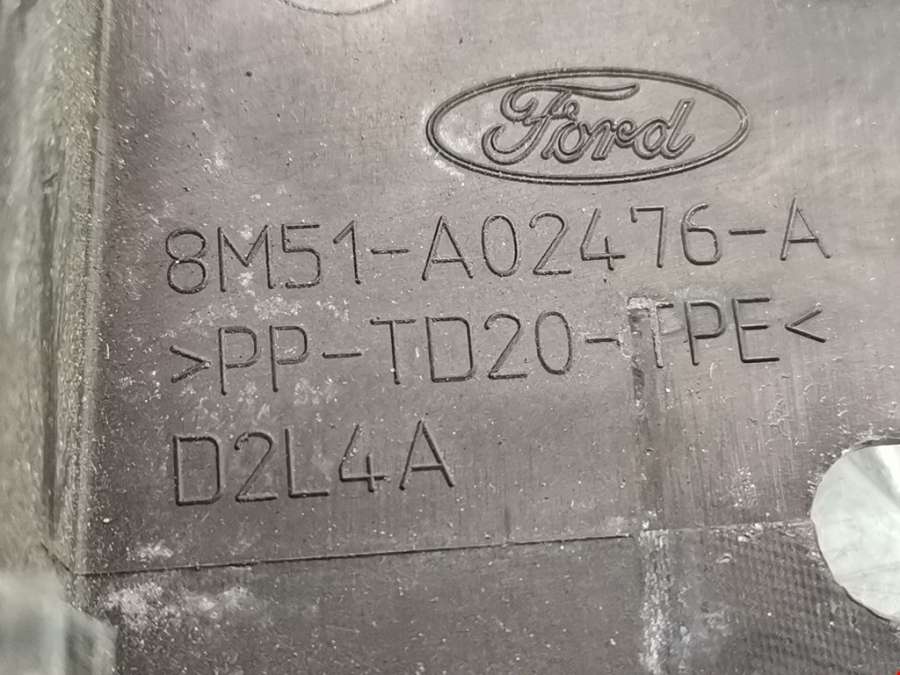 Ford
8M51-A02476-A
>PP-TD20-TPE<
D2L4A